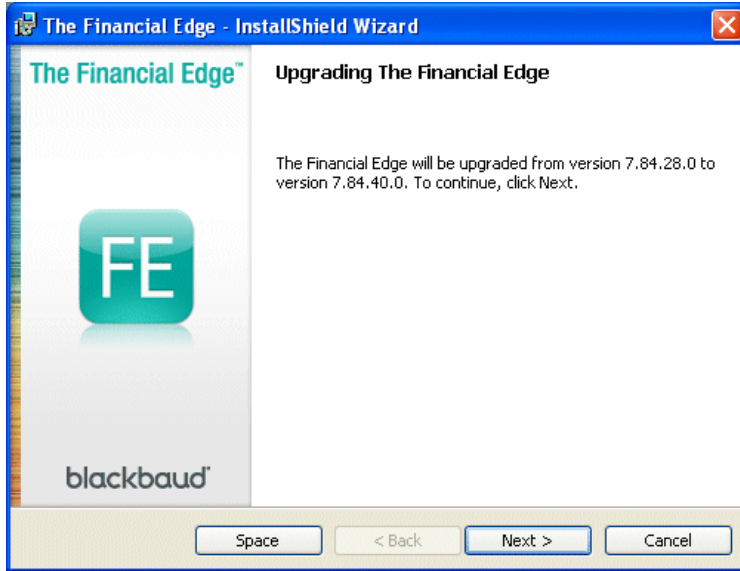 The Financial Edge - InstallShield Wizard
The Financial Edge™
Upgrading The Financial Edge
The Financial Edge will be upgraded from version 7.84.28.0 to
version 7.84.40.0. To continue, click Next.
FE
blackbaud®
Space
< Back
Next >
Cancel